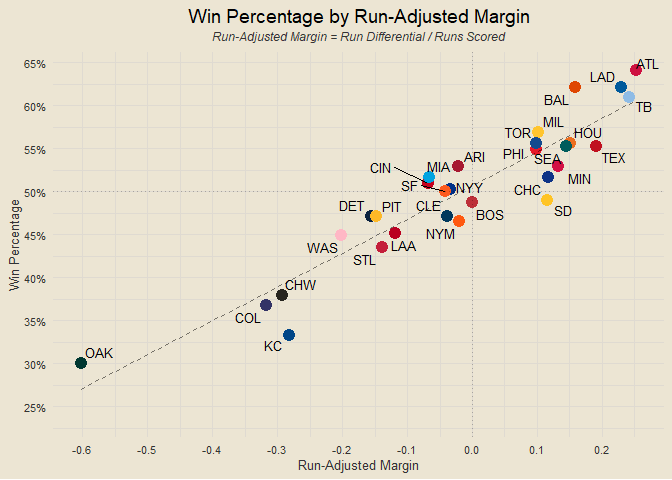 Win Percentage by Run-Adjusted Margin
Run-Adjusted Margin = Run Differential / Runs Scored
Win Percentage
65%
60%
55%
50%
45%
40%
35%
30%
25%
ATL
LAD
BAL
TB
MIL
TOR
HOU
PHI
SEA
TEX
ARI
MIA
CIN
MIN
SF
NYY
CHC
SD
DET
PIT
CLE
BOS
NYM
WAS
LAA
STL
CHW
COL
KC
OAK
-0.6
-0.5
-0.4
-0.3
-0.2
-0.1
0.0
0.1
0.2
Run-Adjusted Margin